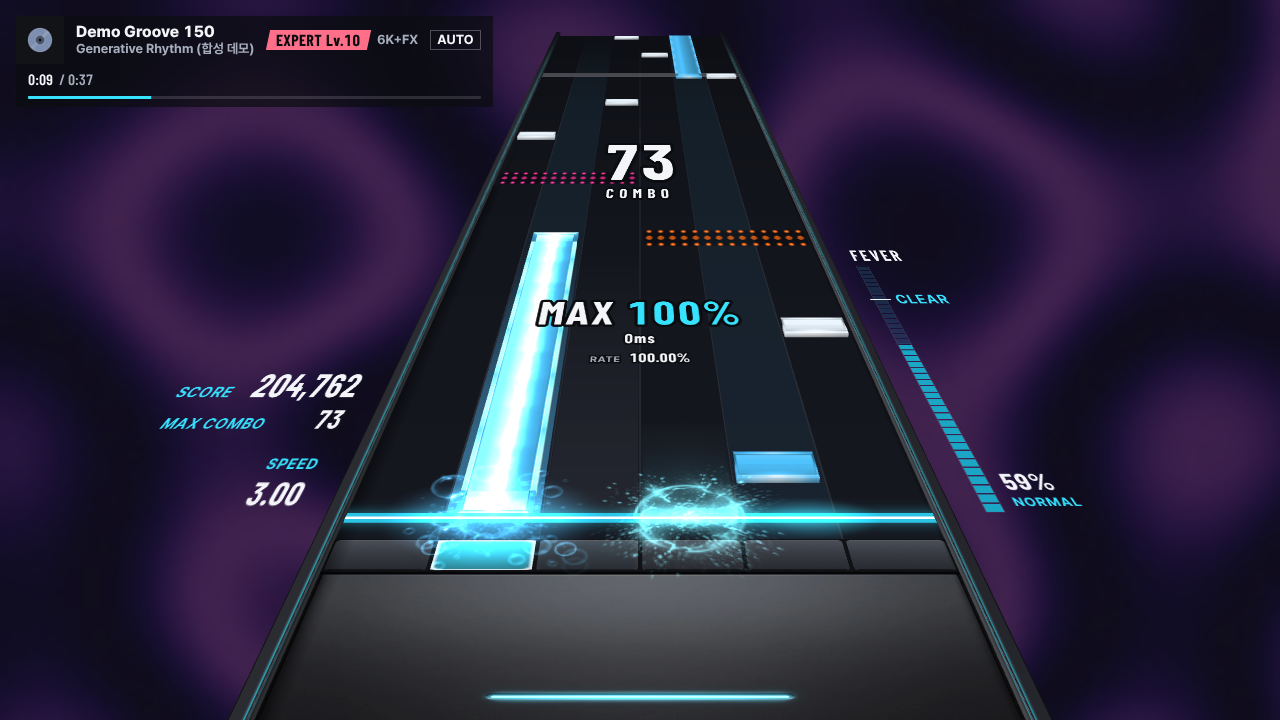 Demo Groove 150
Generative Rhythm (합성 데모)
EXPERT Lv.10
6K+FX
AUTO
0:09 / 0:37
73
COMBO
FEVER
CLEAR
MAX 100%
0ms
RATE 100.00%
SCORE 204,762
MAX COMBO 73
SPEED
3.00
59%
NORMAL